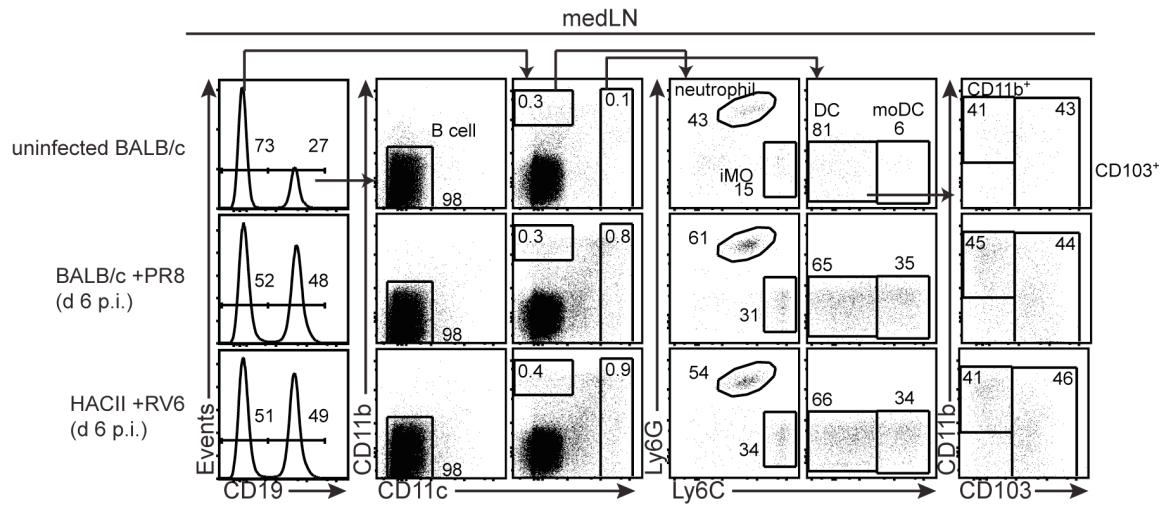 medLN
uninfected BALB/c
73 27
B cell
98
0.3 0.1
neutrophil
43
iMO
15
DC moDC
81 6
CD11b⁺
41 43
CD103⁺
BALB/c +PR8
(d 6 p.i.)
52 48
98
0.3 0.8
61
31
65 35
45 44
HACII +RV6
(d 6 p.i.)
51 49
98
0.4 0.9
54
34
66 34
41 46
Events
CD19
CD11b
CD11c
Ly6G
Ly6C
CD11b
CD103